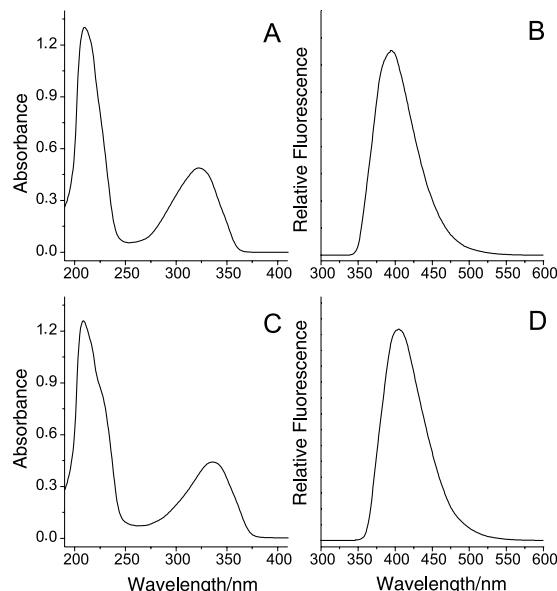 A
Absorbance
1.2
0.9
0.6
0.3
0.0
200 250 300 350 400
B
Relative Fluorescence
300 350 400 450 500 550 600
C
Absorbance
1.2
0.9
0.6
0.3
0.0
200 250 300 350 400
Wavelength/nm
D
Relative Fluorescence
300 350 400 450 500 550 600
Wavelength/nm